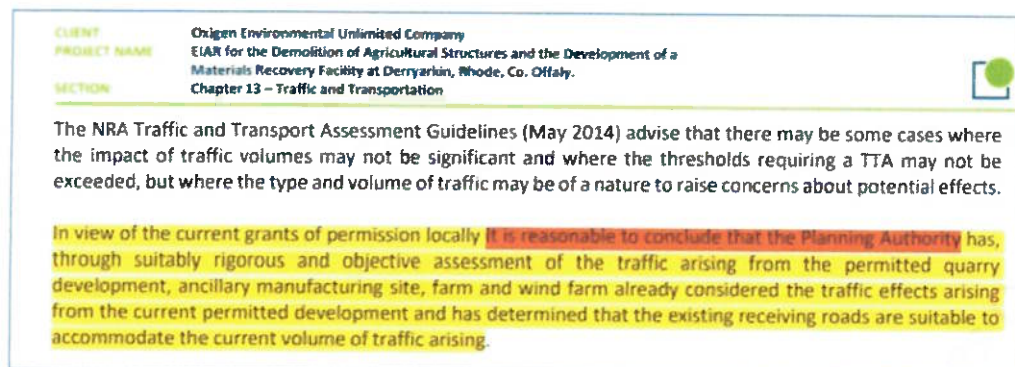 CLIENT Oxigen Environmental Unlimited Company
PROJECT NAME EIAR for the Demolition of Agricultural Structures and the Development of a
Materials Recovery Facility at Derryarkin, Rhode, Co. Offaly.
SECTION Chapter 13 – Traffic and Transportation
The NRA Traffic and Transport Assessment Guidelines (May 2014) advise that there may be some cases where
the impact of traffic volumes may not be significant and where the thresholds requiring a TTA may not be
exceeded, but where the type and volume of traffic may be of a nature to raise concerns about potential effects.
In view of the current grants of permission locally it is reasonable to conclude that the Planning Authority has,
through suitably rigorous and objective assessment of the traffic arising from the permitted quarry
development, ancillary manufacturing site, farm and wind farm already considered the traffic effects arising
from the current permitted development and has determined that the existing receiving roads are suitable to
accommodate the current volume of traffic arising.